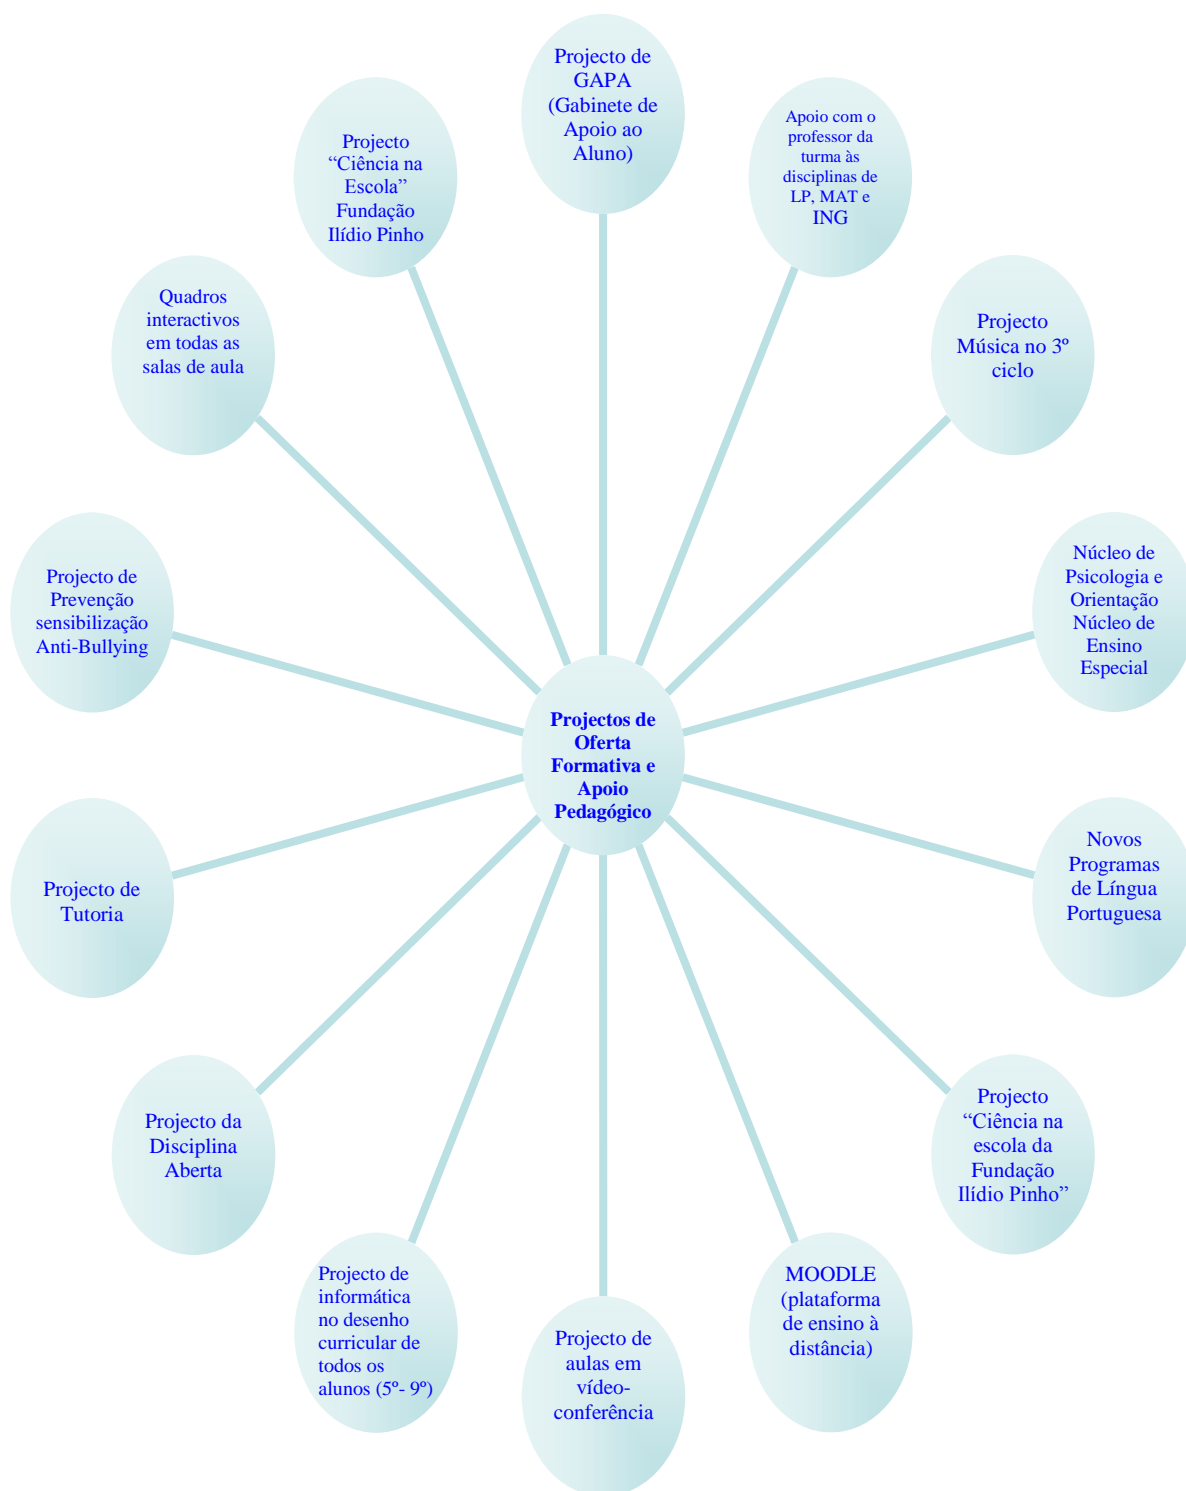 Projecto de
GAPA
(Gabinete de
Apoio ao
Aluno)
Apoio com o
professor da
turma às
disciplinas de
LP, MAT e
ING
Projecto
Música no 3º
ciclo
Núcleo de
Psicologia e
Orientação
Núcleo de
Ensino
Especial
Novos
Programas
de Língua
Portuguesa
Projecto
“Ciência na
escola da
Fundação
Ilídio Pinho”
MOODLE
(plataforma
de ensino à
distância)
Projecto de
aulas em
vídeo-
conferência
Projecto de
informática
no desenho
curricular de
todos os
alunos (5º- 9º)
Projecto da
Disciplina
Aberta
Projecto de
Tutoria
Projecto de
Prevenção
sensibilização
Anti-Bullying
Quadros
interactivos
em todas as
salas de aula
Projecto
“Ciência na
Escola”
Fundação
Ilídio Pinho
Projectos de
Oferta
Formativa e
Apoio
Pedagógico